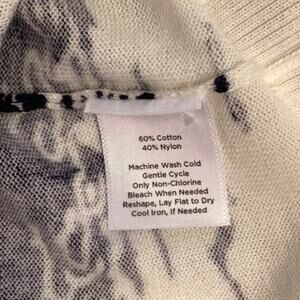 60% Cotton
40% Nylon
Machine Wash Cold
Gentle Cycle
Only Non-Chlorine
Bleach When Needed
Reshape, Lay Flat to Dry
Cool Iron, If Needed